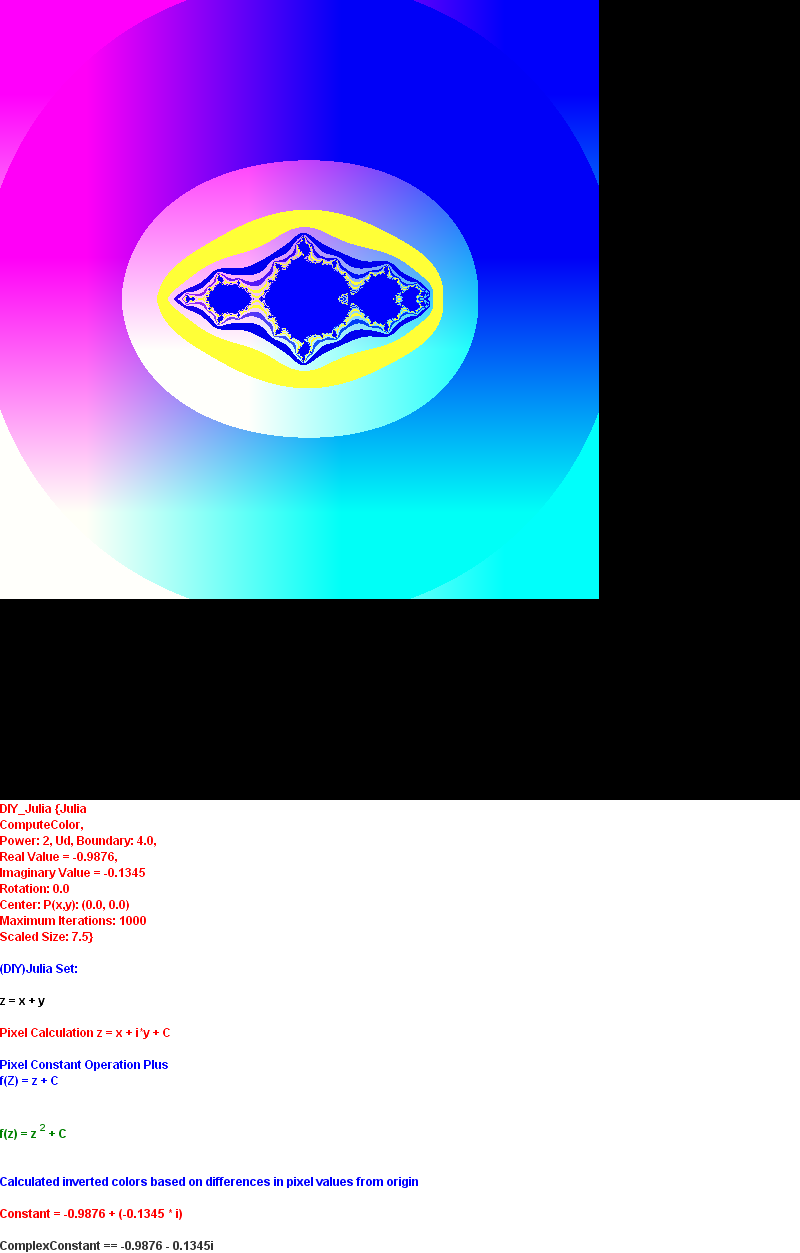 DIY_Julia {Julia
ComputeColor,
Power: 2, Ud, Boundary: 4.0,
Real Value = -0.9876,
Imaginary Value = -0.1345
Rotation: 0.0
Center: P(x,y): (0.0, 0.0)
Maximum Iterations: 1000
Scaled Size: 7.5}
(DIY)Julia Set:
z = x + y
Pixel Calculation z = x + i*y + C
Pixel Constant Operation Plus
f(Z) = z + C
f(z) = z ² + C
Calculated inverted colors based on differences in pixel values from origin
Constant = -0.9876 + (-0.1345 * i)
ComplexConstant == -0.9876 - 0.1345i